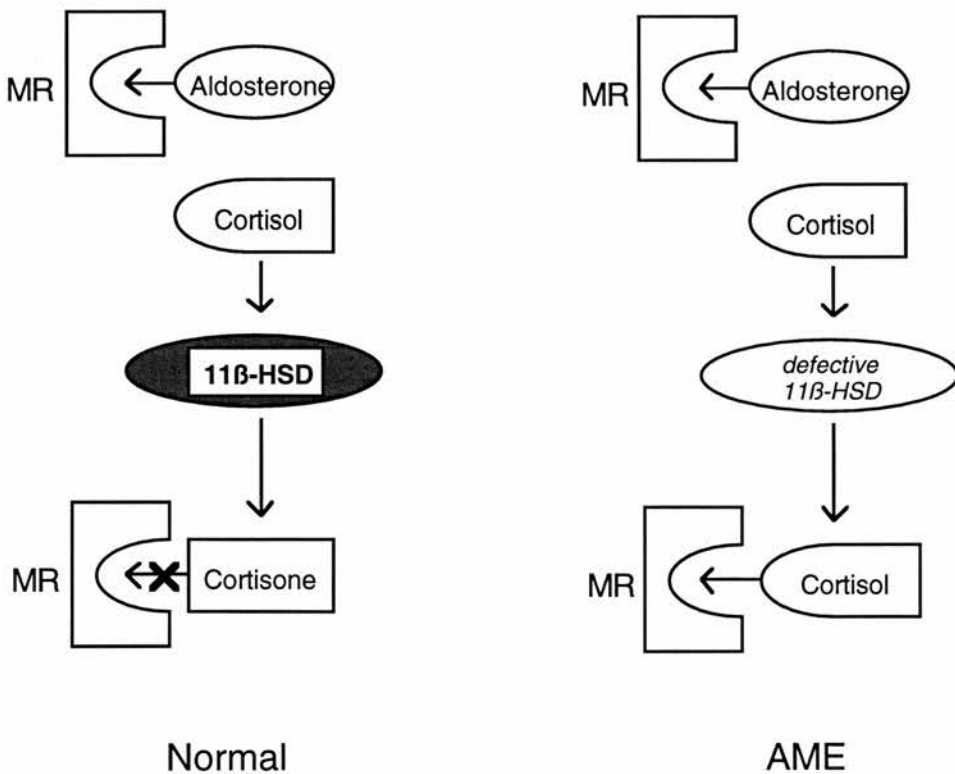 MR
Aldosterone
Cortisol
11ß-HSD
MR
Cortisone
Normal
MR
Aldosterone
Cortisol
defective
11ß-HSD
MR
Cortisol
AME